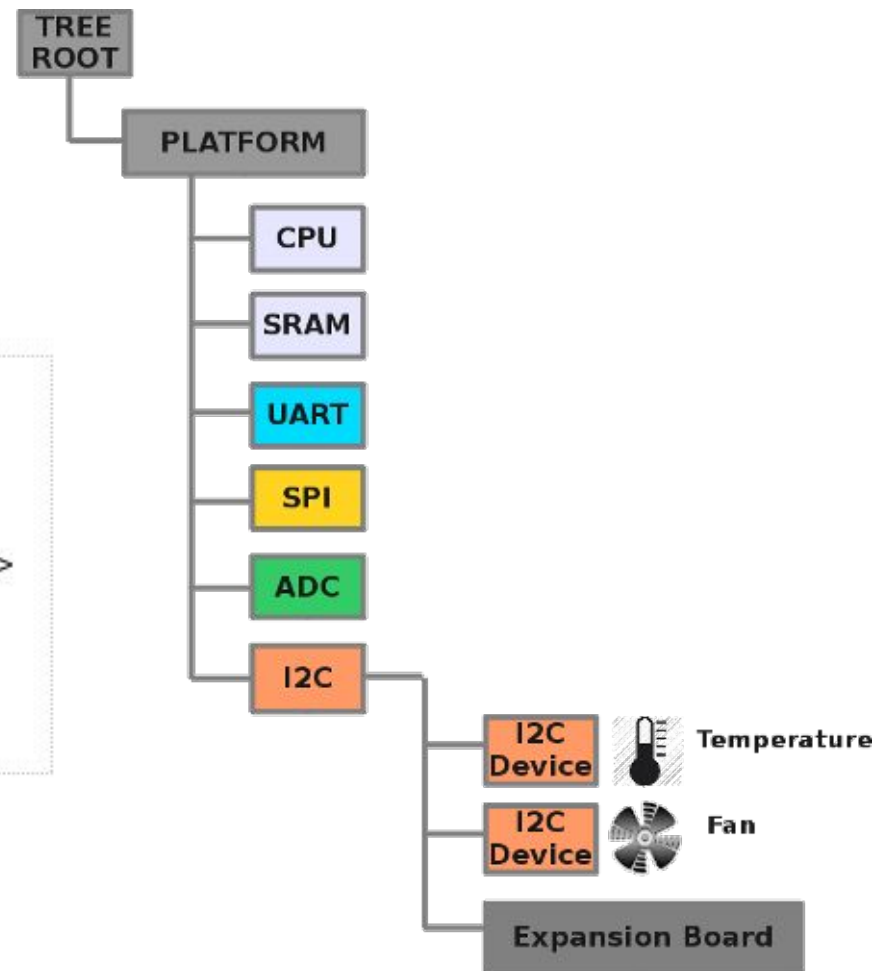 TREE
ROOT
PLATFORM
CPU
SRAM
UART
SPI
>
ADC
I2C
I2C
Device
Temperature
I2C
Device
Fan
Expansion Board